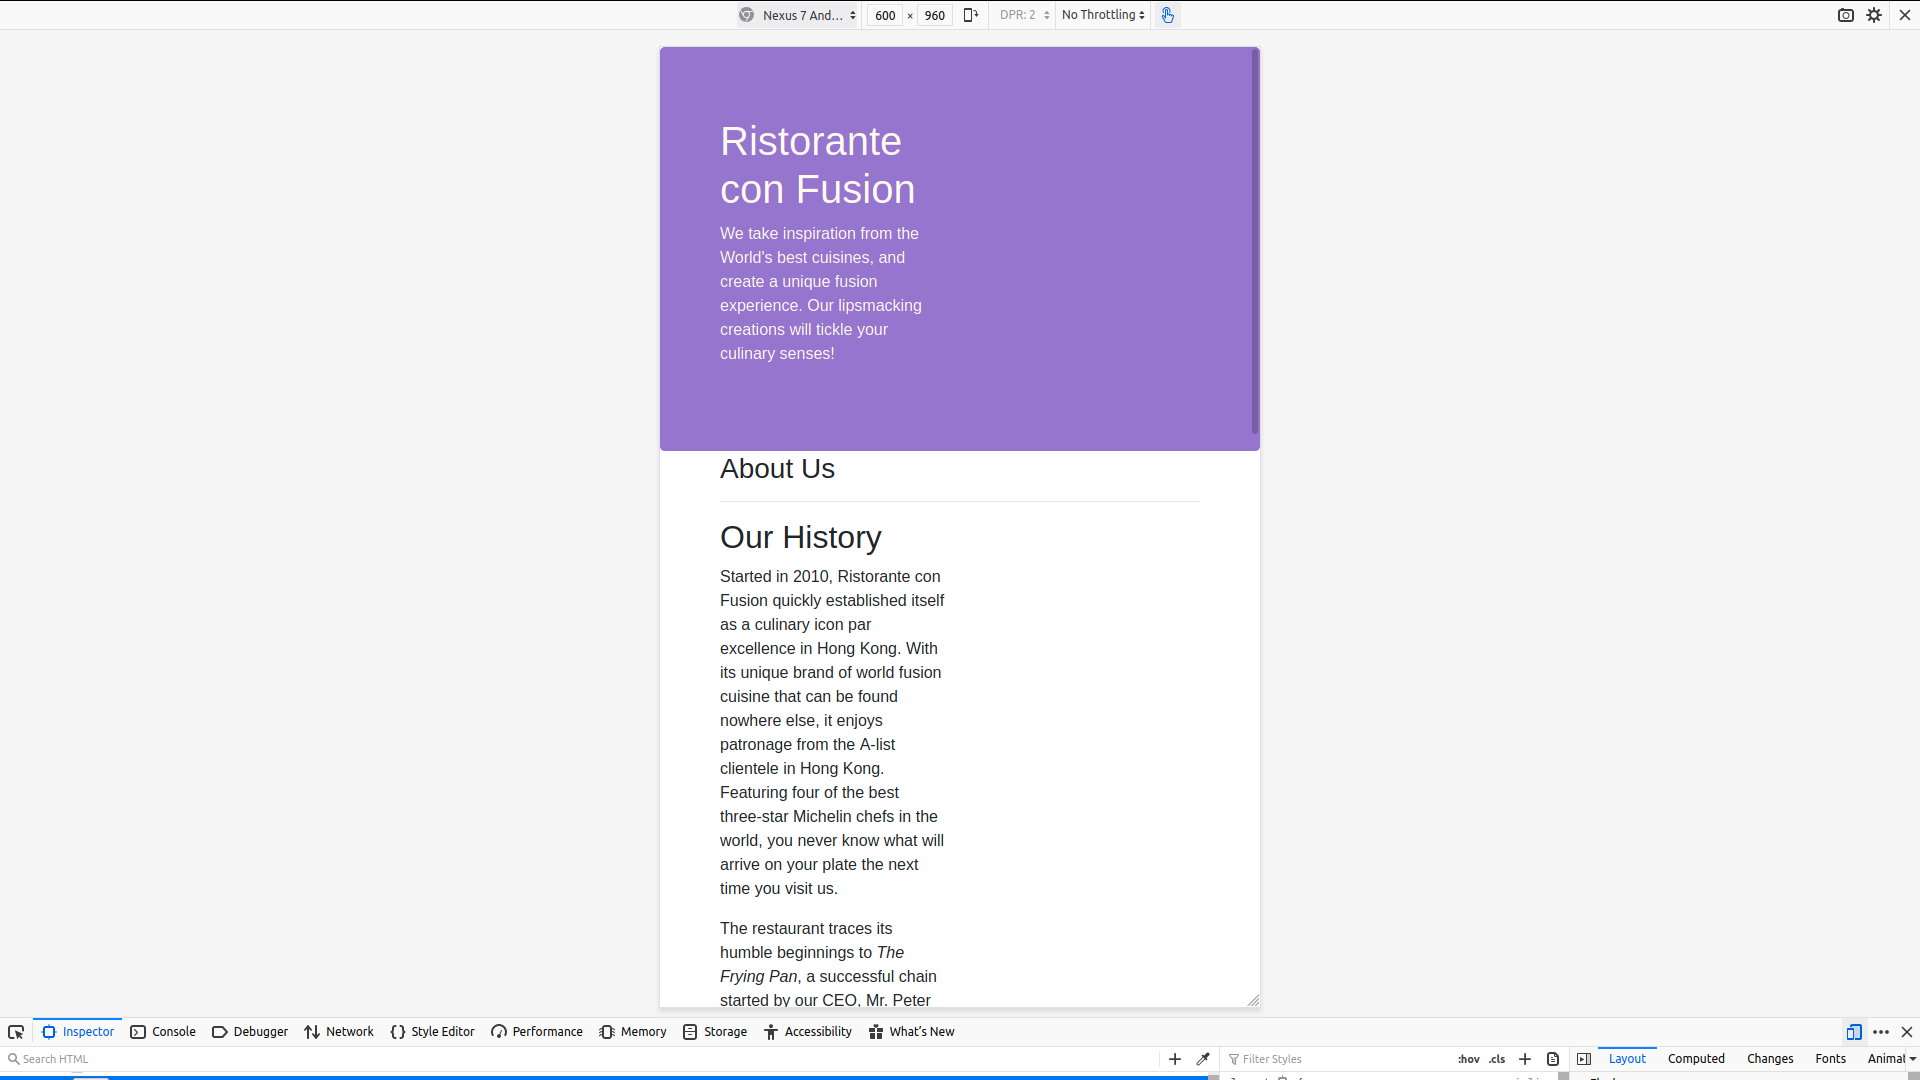 Nexus 7 And... 600 × 960 DPR: 2 No Throttling
Ristorante
con Fusion
We take inspiration from the
World's best cuisines, and
create a unique fusion
experience. Our lipsmacking
creations will tickle your
culinary senses!
About Us
Our History
Started in 2010, Ristorante con
Fusion quickly established itself
as a culinary icon par
excellence in Hong Kong. With
its unique brand of world fusion
cuisine that can be found
nowhere else, it enjoys
patronage from the A-list
clientele in Hong Kong.
Featuring four of the best
three-star Michelin chefs in the
world, you never know what will
arrive on your plate the next
time you visit us.
The restaurant traces its
humble beginnings to The
Frying Pan, a successful chain
started by our CEO, Mr. Peter
Inspector Console Debugger Network Style Editor Performance Memory Storage Accessibility What's New
Search HTML Filter Styles :hov .cls Layout Computed Changes Fonts Animat